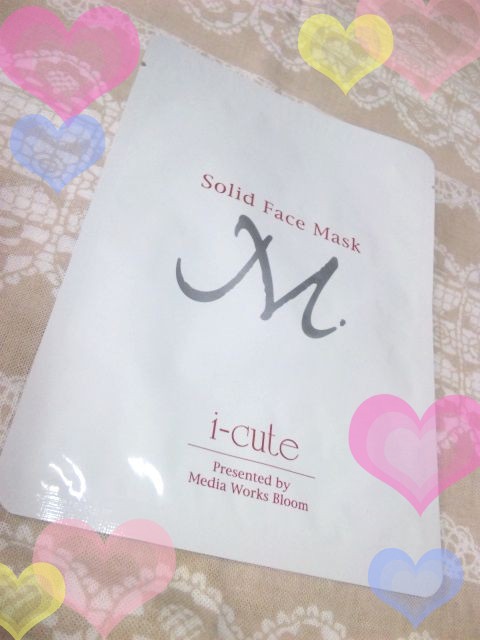 Solid Face Mask
M.
i-cute
Presented by
Media Works Bloom